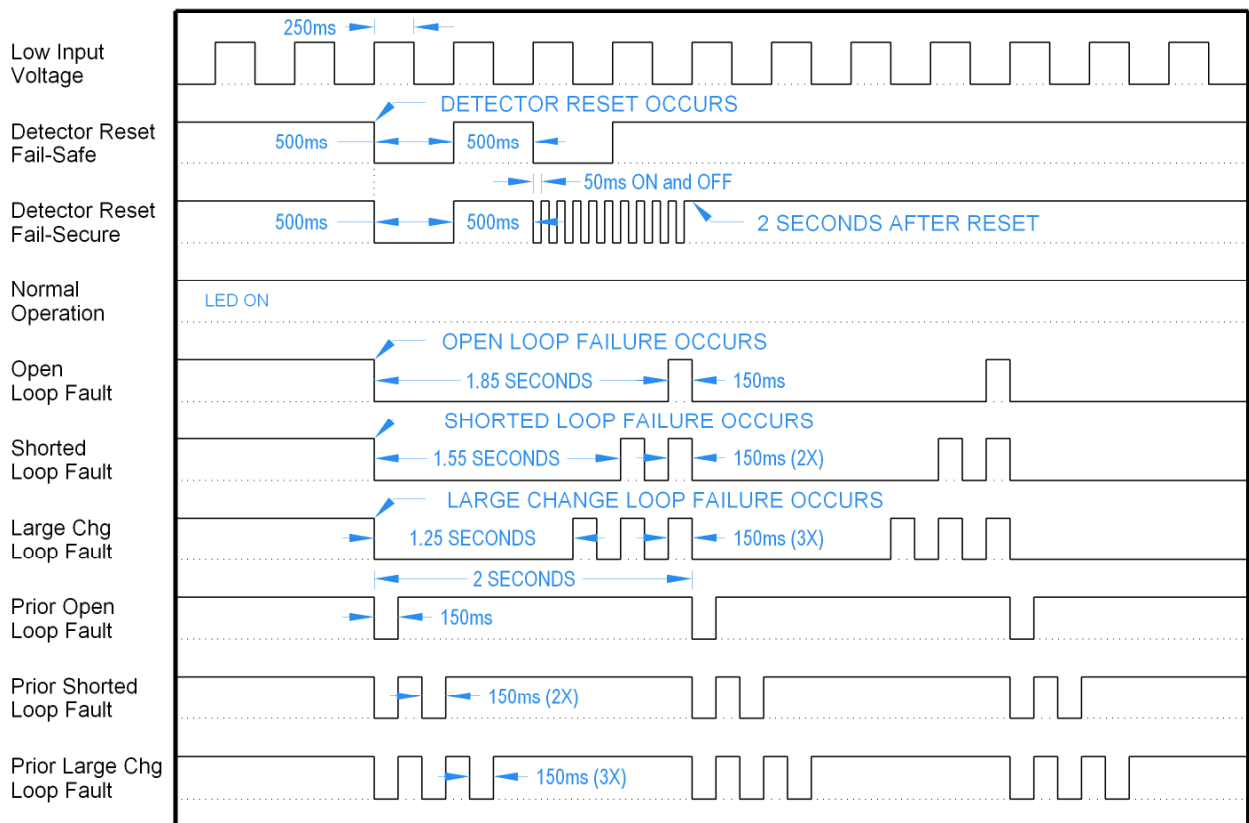 250ms
Low Input
Voltage
DETECTOR RESET OCCURS
Detector Reset
Fail-Safe
500ms
500ms
50ms ON and OFF
Detector Reset
Fail-Secure
500ms
500ms
2 SECONDS AFTER RESET
Normal
Operation
LED ON
OPEN LOOP FAILURE OCCURS
Open
Loop Fault
1.85 SECONDS
150ms
SHORTED LOOP FAILURE OCCURS
Shorted
Loop Fault
1.55 SECONDS
150ms (2X)
LARGE CHANGE LOOP FAILURE OCCURS
Large Chg
Loop Fault
1.25 SECONDS
150ms (3X)
2 SECONDS
Prior Open
Loop Fault
150ms
Prior Shorted
Loop Fault
150ms (2X)
Prior Large Chg
Loop Fault
150ms (3X)